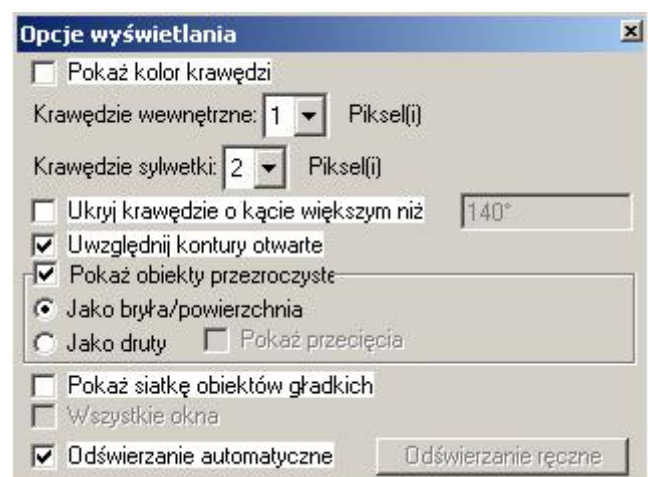 Opcje wyświetlania
Pokaż kolor krawędzi
Krawędzie wewnętrzne: 1 Piksel(i)
Krawędzie sylwetki: 2 Piksel(i)
Ukryj krawędzie o kącie większym niż 140°
Uwzględnij kontury otwarte
Pokaż obiekty przezroczyste
Jako bryła/powierzchnia
Jako druty Pokaż przecięcia
Pokaż siatkę obiektów gładkich
Wszystkie okna
Odświerzanie automatyczne Odświerzanie ręczne